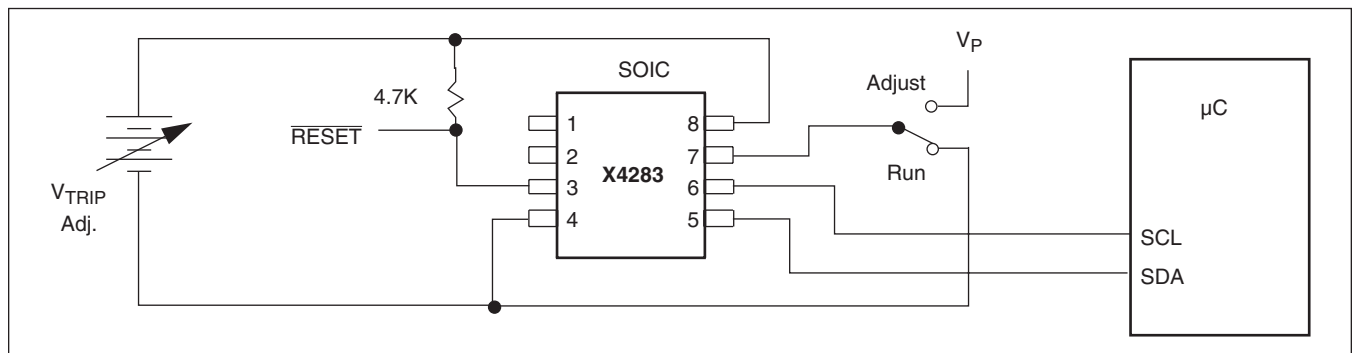 V_P
SOIC
Adjust
µC
4.7K
1 8
RESET
2 7
X4283
Run
3 6
V_TRIP
Adj.
4 5
SCL
SDA